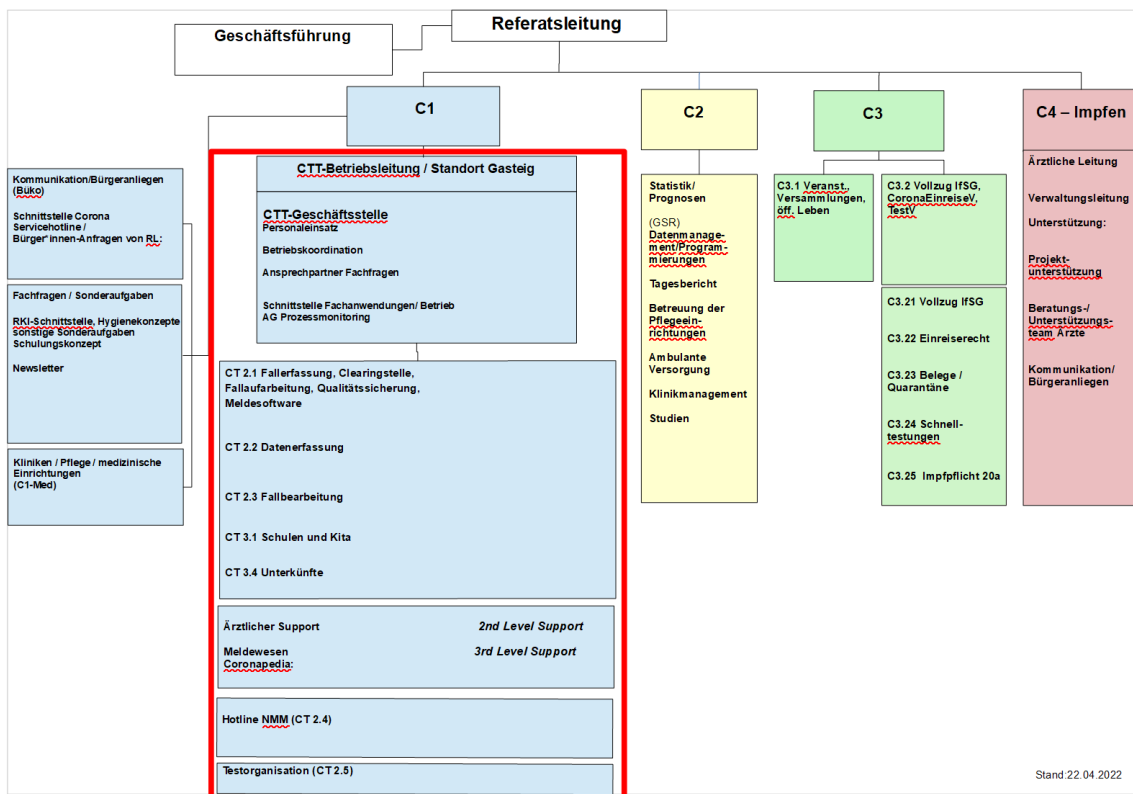 Referatsleitung
Geschäftsführung
C1
C2
C3
C4 – Impfen
Kommunikation/Bürgeranliegen
(Büko)
Schnittstelle Corona
Servicehotline /
Bürger*innen-Anfragen von RL:
Fachfragen / Sonderaufgaben
RKI-Schnittstelle, Hygienekonzepte
sonstige Sonderaufgaben
Schulungskonzept
Newsletter
Kliniken / Pflege / medizinische
Einrichtungen
(C1-Med)
CTT-Betriebsleitung / Standort Gasteig
CTT-Geschäftsstelle
Personaleinsatz
Betriebskoordination
Ansprechpartner Fachfragen
Schnittstelle Fachanwendungen/ Betrieb
AG Prozessmonitoring
CT 2.1 Fallerfassung, Clearingstelle,
Fallaufarbeitung, Qualitätssicherung,
Meldesoftware
CT 2.2 Datenerfassung
CT 2.3 Fallbearbeitung
CT 3.1 Schulen und Kita
CT 3.4 Unterkünfte
Ärztlicher Support 2nd Level Support
Meldewesen 3rd Level Support
Coronapedia:
Hotline NMM (CT 2.4)
Testorganisation (CT 2.5)
Statistik/
Prognosen
(GSR)
Datenmanage-
ment/Program-
mierungen
Tagesbericht
Betreuung der
Pflegeein-
richtungen
Ambulante
Versorgung
Klinikmanagement
Studien
C3.1 Veranst.,
Versammlungen,
öff. Leben
C3.2 Vollzug IfSG,
CoronaEinreiseV,
TestV
C3.21 Vollzug IfSG
C3.22 Einreiserecht
C3.23 Belege /
Quarantäne
C3.24 Schnell-
testungen
C3.25 Impfpflicht 20a
Ärztliche Leitung
Verwaltungsleitung
Unterstützung:
Projekt-
unterstützung
Beratungs-/
Unterstützungs-
team Ärzte
Kommunikation/
Bürgeranliegen
Stand:22.04.2022